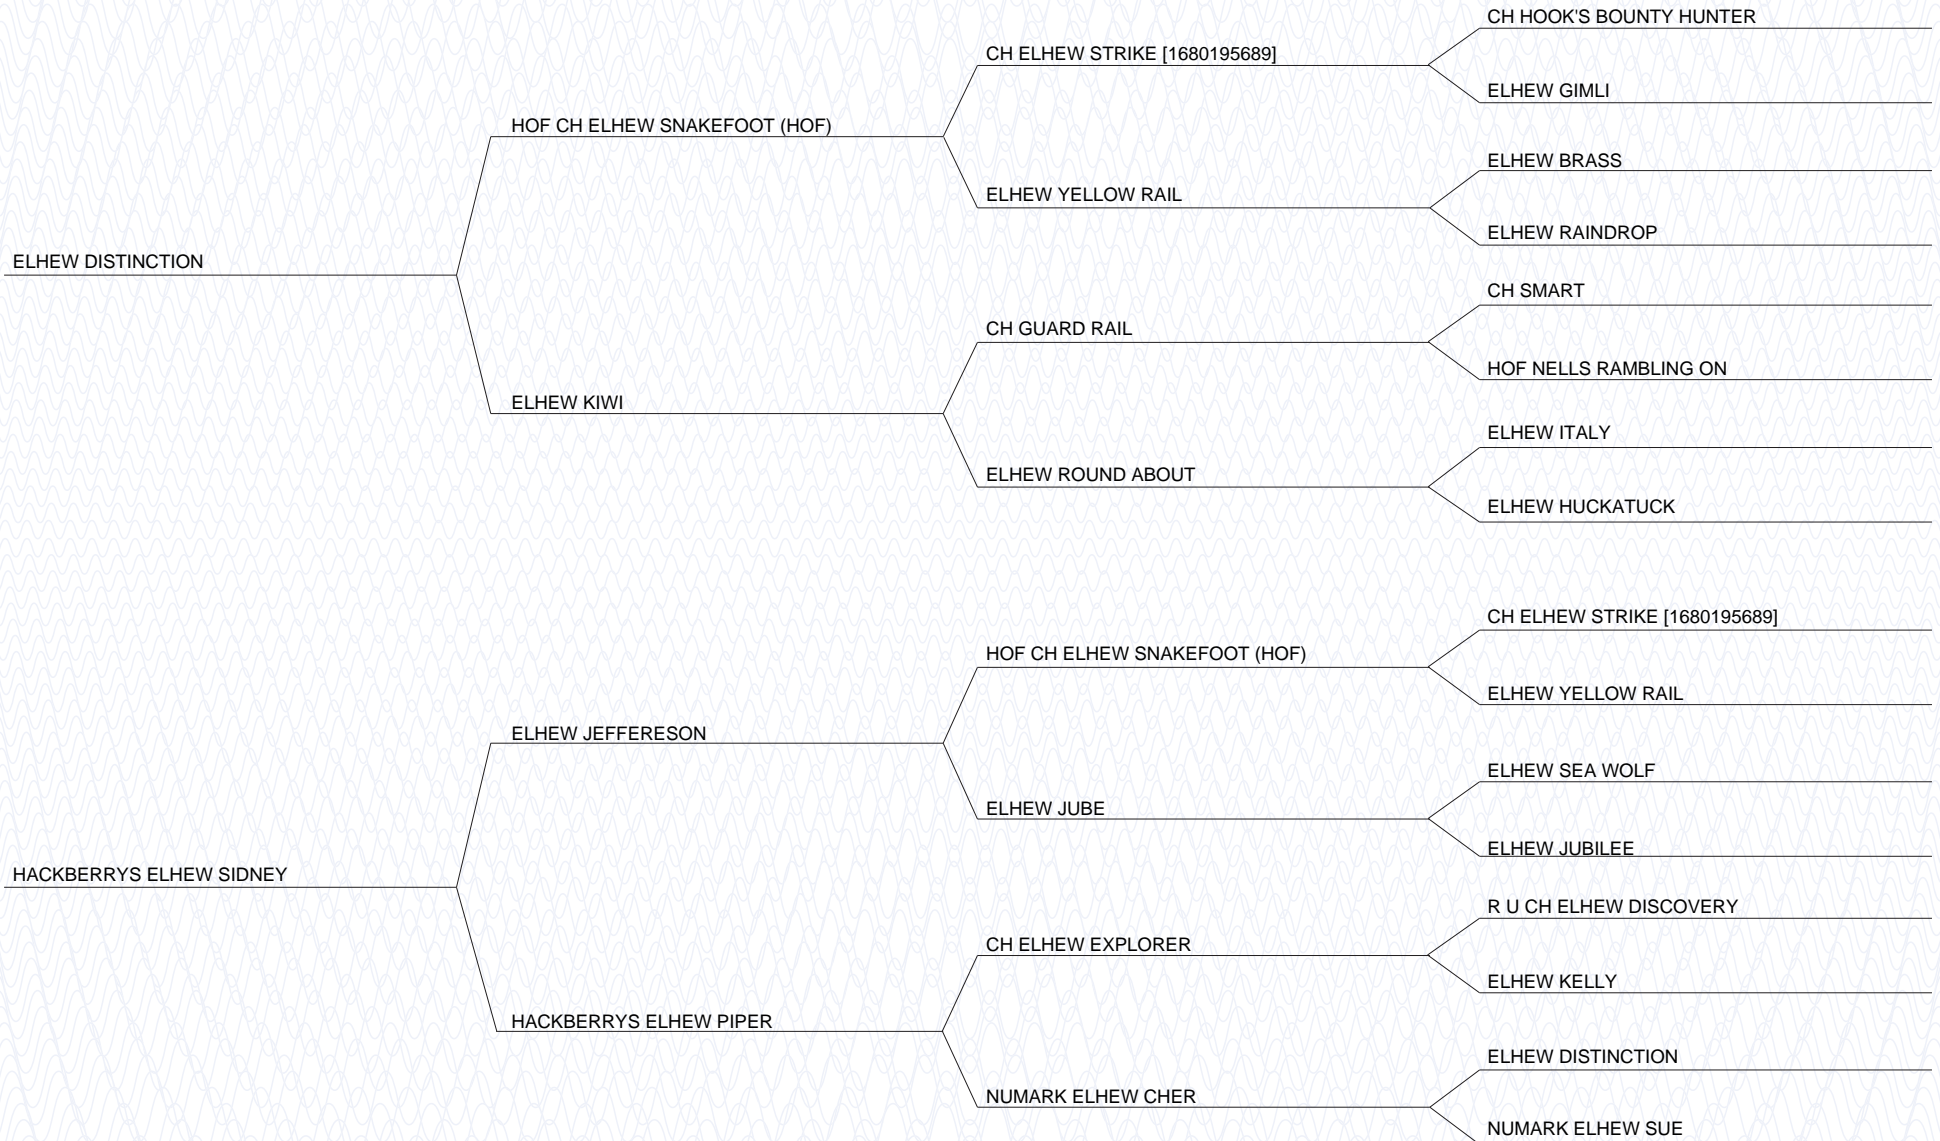 CH HOOK'S BOUNTY HUNTER
CH ELHEW STRIKE [1680195689]
ELHEW GIMLI
HOF CH ELHEW SNAKEFOOT (HOF)
ELHEW BRASS
ELHEW YELLOW RAIL
ELHEW RAINDROP
ELHEW DISTINCTION
CH SMART
CH GUARD RAIL
HOF NELLS RAMBLING ON
ELHEW KIWI
ELHEW ITALY
ELHEW ROUND ABOUT
ELHEW HUCKATUCK
CH ELHEW STRIKE [1680195689]
HOF CH ELHEW SNAKEFOOT (HOF)
ELHEW YELLOW RAIL
ELHEW JEFFERESON
ELHEW SEA WOLF
ELHEW JUBE
ELHEW JUBILEE
HACKBERRYS ELHEW SIDNEY
R U CH ELHEW DISCOVERY
CH ELHEW EXPLORER
ELHEW KELLY
HACKBERRYS ELHEW PIPER
ELHEW DISTINCTION
NUMARK ELHEW CHER
NUMARK ELHEW SUE